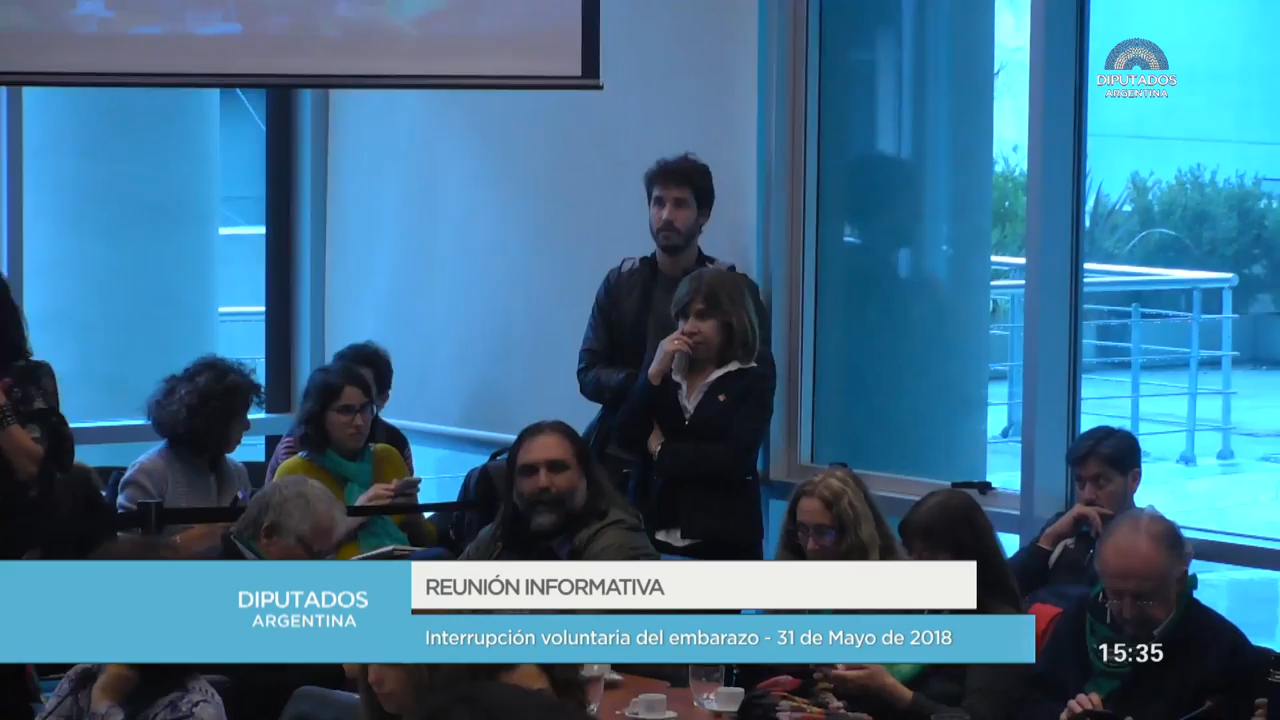 DIPUTADOS
ARGENTINA
DIPUTADOS
ARGENTINA
REUNIÓN INFORMATIVA
Interrupción voluntaria del embarazo - 31 de Mayo de 2018
15:35